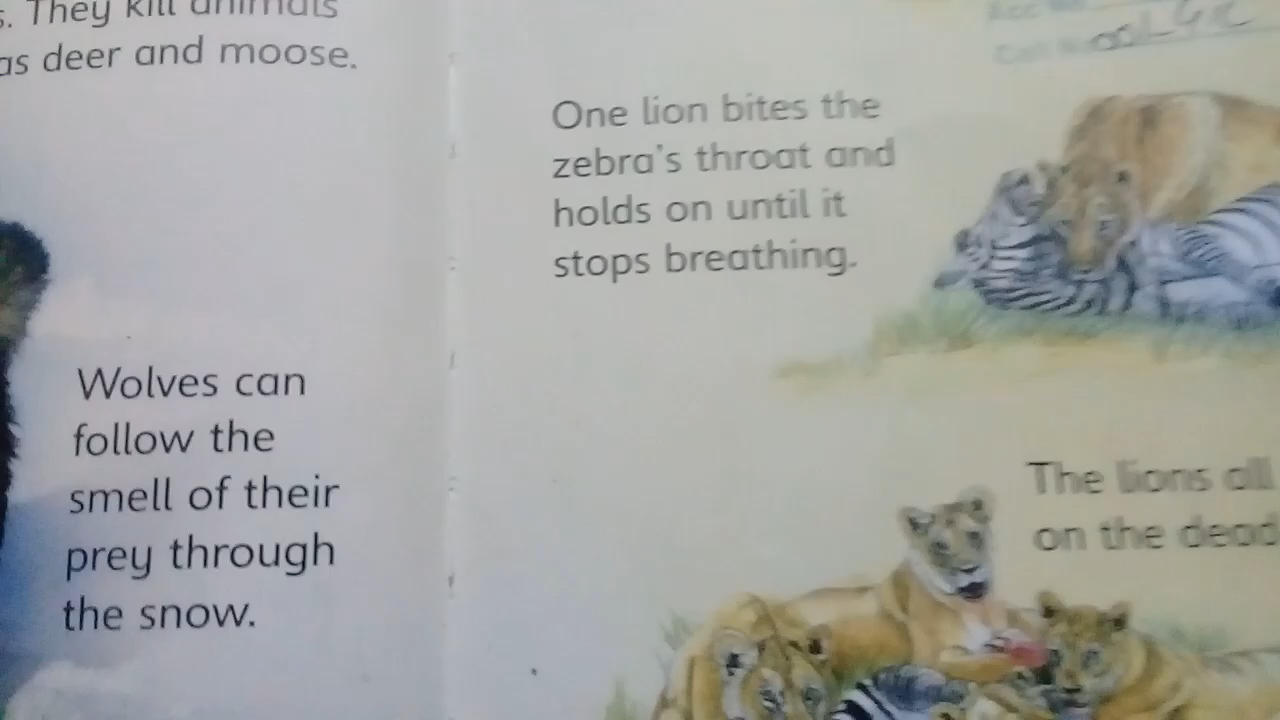 s. They kill animals
as deer and moose.
Wolves can
follow the
smell of their
prey through
the snow.
One lion bites the
zebra's throat and
holds on until it
stops breathing.
The lions all
on the dead